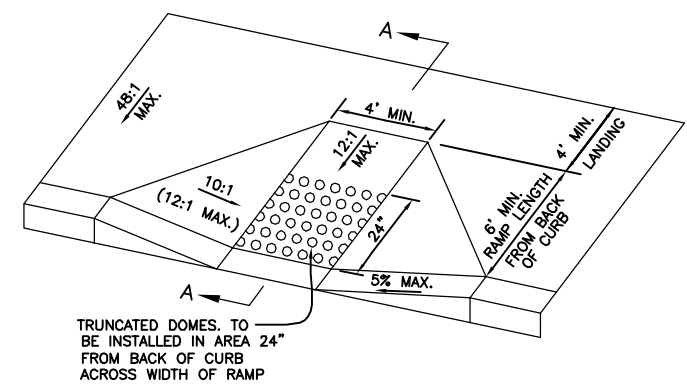 A
48:1
MAX.
4' MIN.
12:1
MAX.
4' MIN.
LANDING
10:1
(12:1 MAX.)
6' MIN.
RAMP LENGTH
FROM BACK
OF CURB
24"
5% MAX.
A
TRUNCATED DOMES. TO
BE INSTALLED IN AREA 24"
FROM BACK OF CURB
ACROSS WIDTH OF RAMP